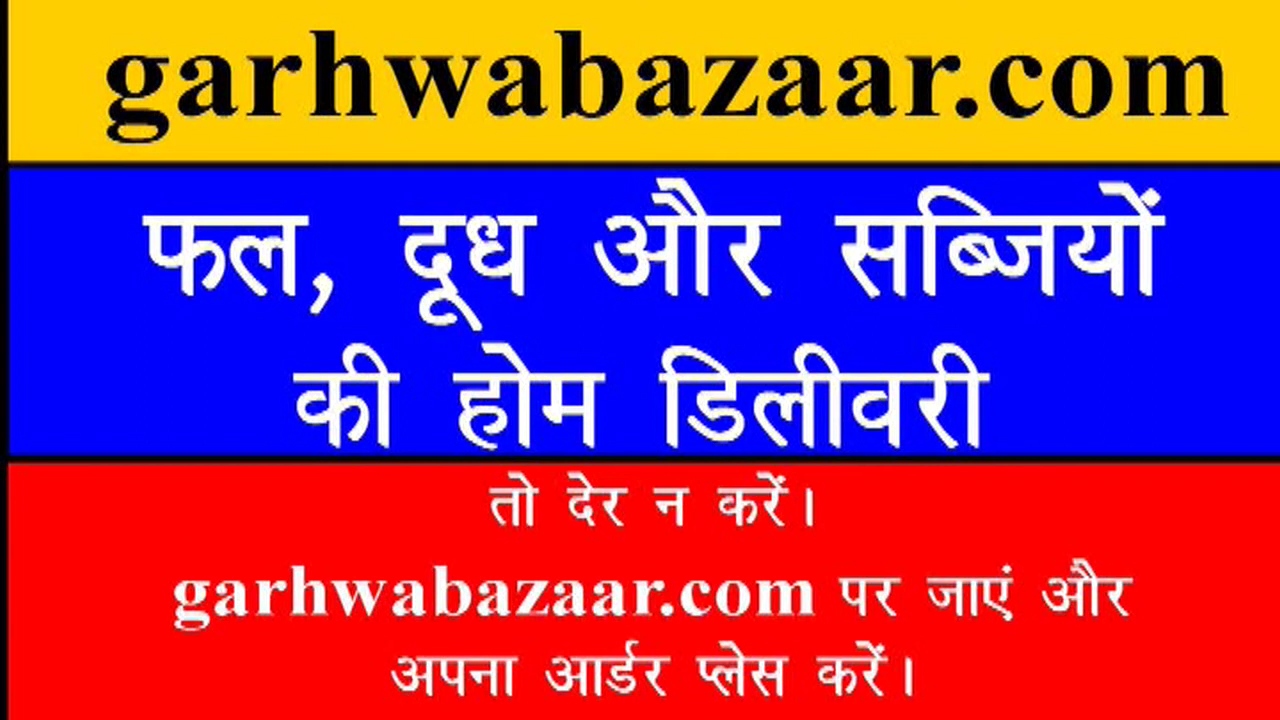 garhwabazaar.com
फल, दूध और सब्जियों
की होम डिलीवरी
तो देर न करें।
garhwabazaar.com पर जाएं और
अपना आर्डर प्लेस करें।